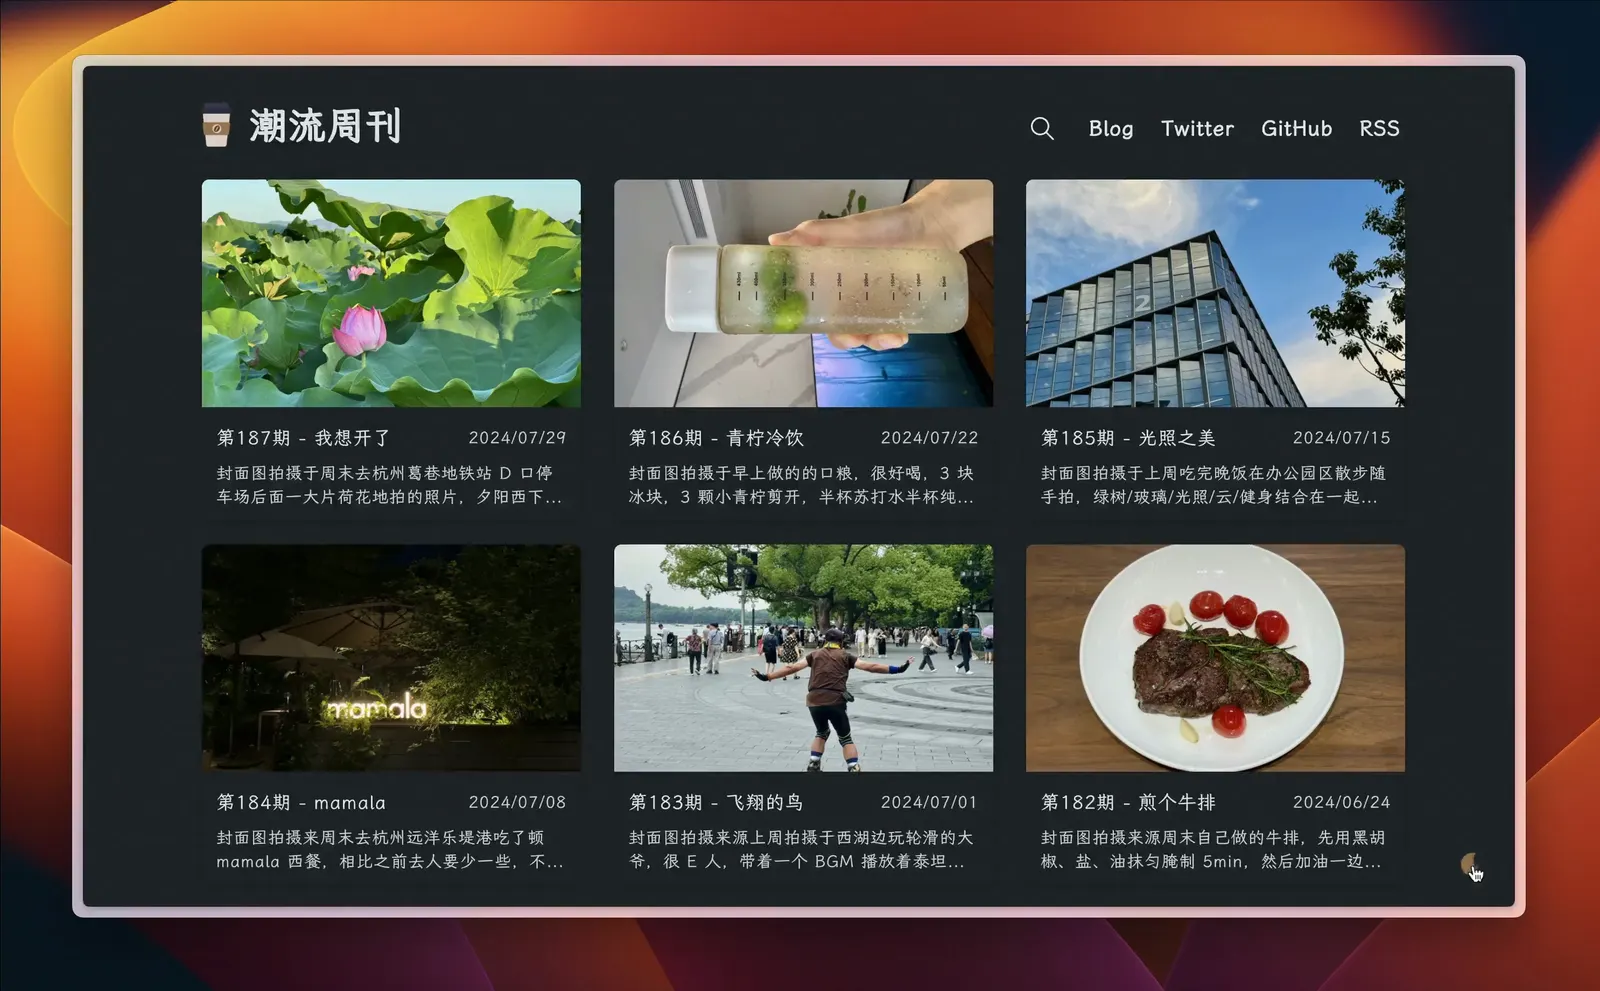 潮流周刊
Blog Twitter GitHub RSS
2
mamala
第187期 - 我想开了 2024/07/29
封面图拍摄于周末去杭州葛巷地铁站 D 口停
车场后面一大片荷花地拍的照片，夕阳西下...
第186期 - 青柠冷饮 2024/07/22
封面图拍摄于早上做的的口粮，很好喝，3 块
冰块，3 颗小青柠剪开，半杯苏打水半杯纯...
第185期 - 光照之美 2024/07/15
封面图拍摄于上周吃完晚饭在办公园区散步随
手拍，绿树/玻璃/光照/云/健身结合在一起...
第184期 - mamala 2024/07/08
封面图拍摄来周末去杭州远洋乐堤港吃了顿
mamala 西餐，相比之前去人要少一些，不...
第183期 - 飞翔的鸟 2024/07/01
封面图拍摄来源上周拍摄于西湖边玩轮滑的大
爷，很 E 人，带着一个 BGM 播放着泰坦...
第182期 - 煎个牛排 2024/06/24
封面图拍摄来源周末自己做的牛排，先用黑胡
椒、盐、油抹匀腌制 5min，然后加油一边...